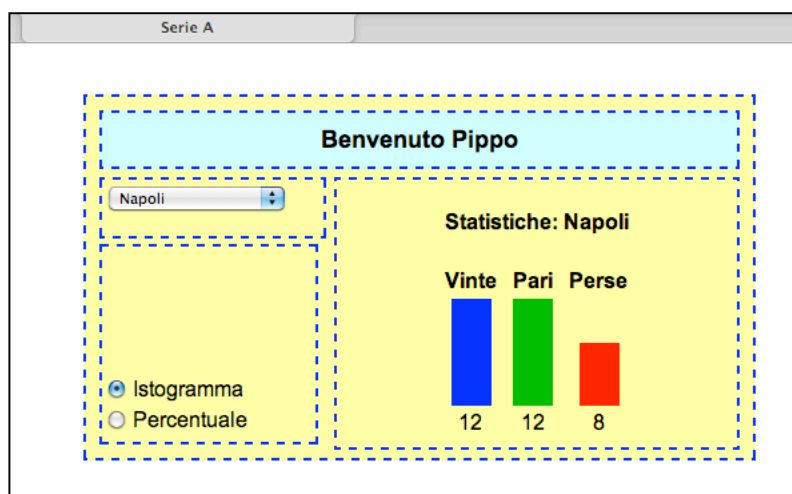 Serie A
Benvenuto Pippo
Napoli
Statistiche: Napoli
Vinte Pari Perse
Istogramma
Percentuale
12 12 8